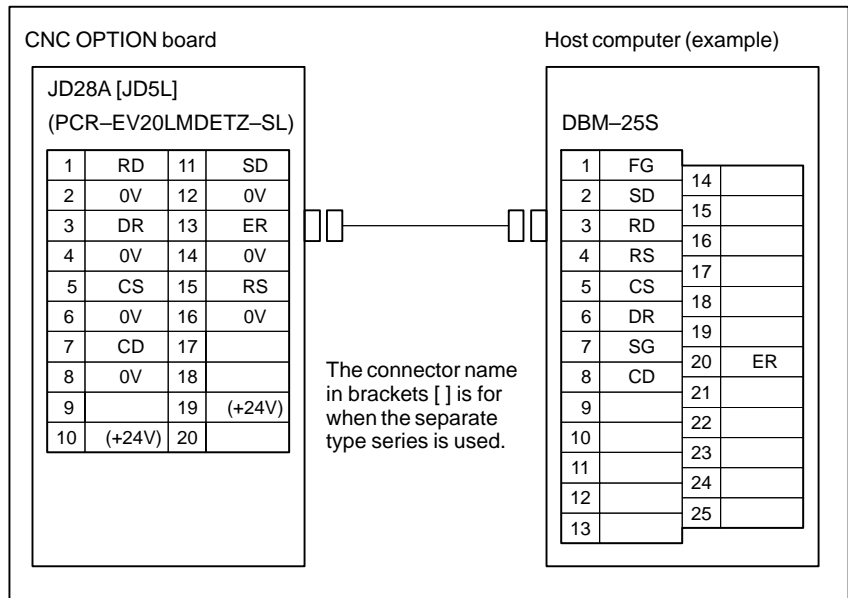 CNC OPTION board
JD28A [JD5L]
(PCR–EV20LMDETZ–SL)
1 RD 11 SD
2 0V 12 0V
3 DR 13 ER
4 0V 14 0V
5 CS 15 RS
6 0V 16 0V
7 CD 17
8 0V 18
9 19 (+24V)
10 (+24V) 20
The connector name
in brackets [ ] is for
when the separate
type series is used.
Host computer (example)
DBM–25S
1 FG
2 SD
3 RD
4 RS
5 CS
6 DR
7 SG
8 CD
9
10
11
12
13
14
15
16
17
18
19
20 ER
21
22
23
24
25